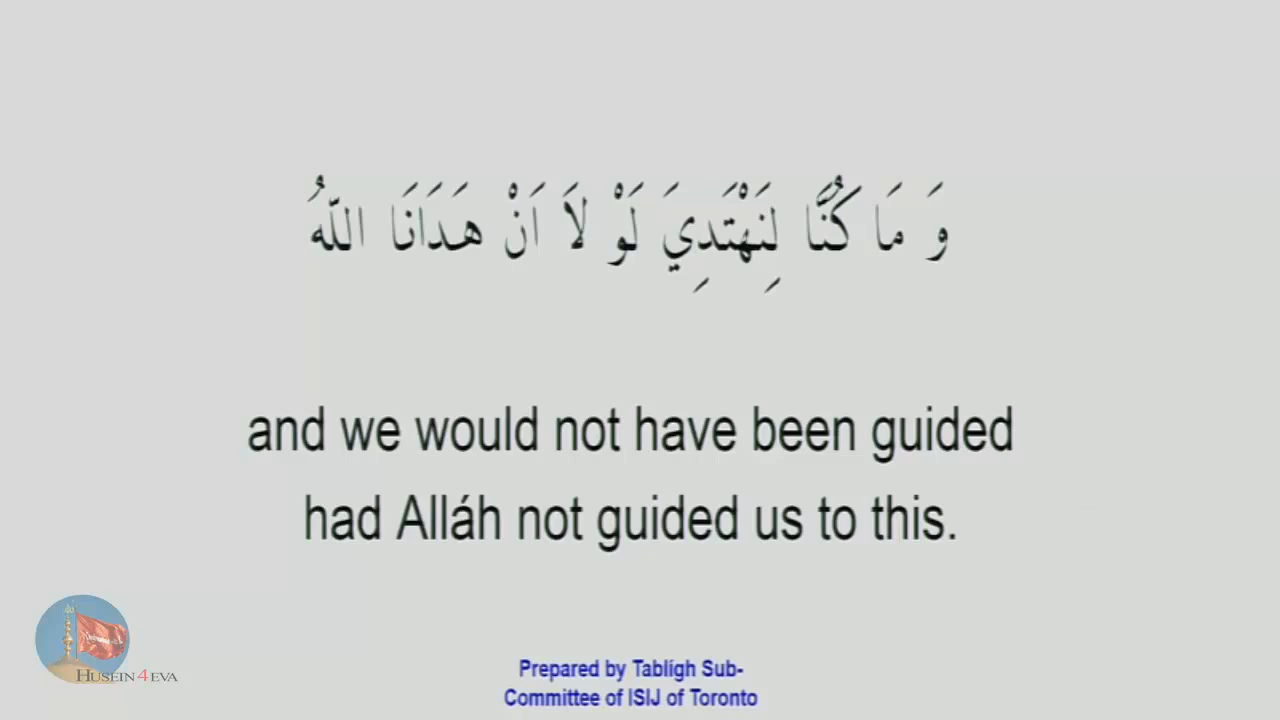 وَ مَا كُنَّا لِنَهْتَدِيَ لَوْ لاَ اَنْ هَدَانَا اللّهُ
and we would not have been guided
had Alláh not guided us to this.
HUSEIN4EVA
Prepared by Tablígh Sub-
Committee of ISIJ of Toronto